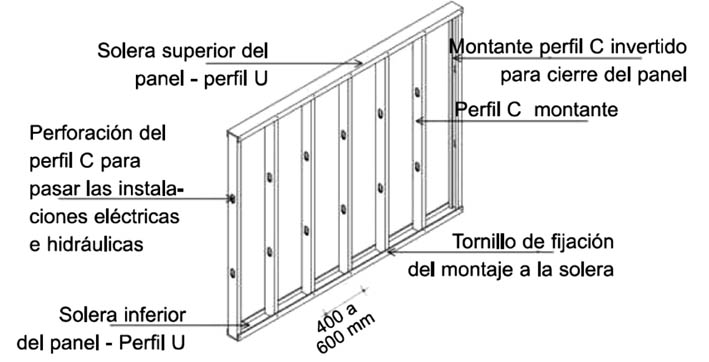 Solera superior del
panel - perfil U
Montante perfil C invertido
para cierre del panel
Perfil C montante
Perforación del
perfil C para
pasar las instala-
ciones eléctricas
e hidráulicas
Tornillo de fijación
del montaje a la solera
Solera inferior
del panel - Perfil U
400 a
600 mm